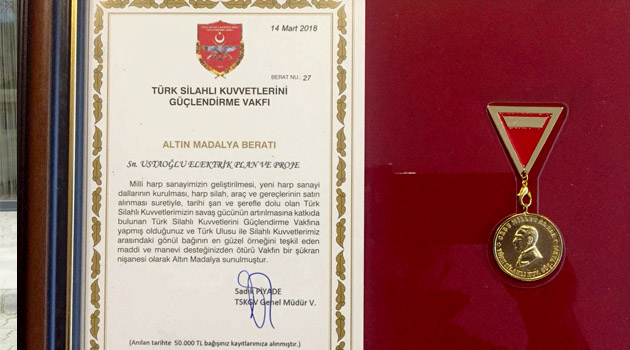 14 Mart 2018
BERAT NU. 27
TÜRK SİLAHLI KUVVETLERİNİ
GÜÇLENDİRME VAKFI
ALTIN MADALYA BERATI
Sn. USTAOĞLU ELEKTRİK PLAN VE PROJE
Milli harp sanayimizin geliştirilmesi, yeni harp sanayi
dallarının kurulması, harp silah, araç ve gereçlerinin satın
alınması suretiyle, tarihi şan ve şerefle dolu olan Türk
Silahlı Kuvvetlerimizin savaş gücünün artırılmasına katkıda
bulunan Türk Silahlı Kuvvetlerini Güçlendirme Vakfına
yapmış olduğunuz ve Türk Ulusu ile Silahlı Kuvvetlerimiz
arasındaki gönül bağının en güzel örneğini teşkil eden
maddi ve manevi desteğinizden ötürü Vakfın bir şükran
nişanesi olarak Altın Madalya sunulmuştur.
Sadık PİYADE
TSKGV Genel Müdür V.
(Anılan tarihte 50.000 TL bağışınız kayıtlarımıza alınmıştır.)